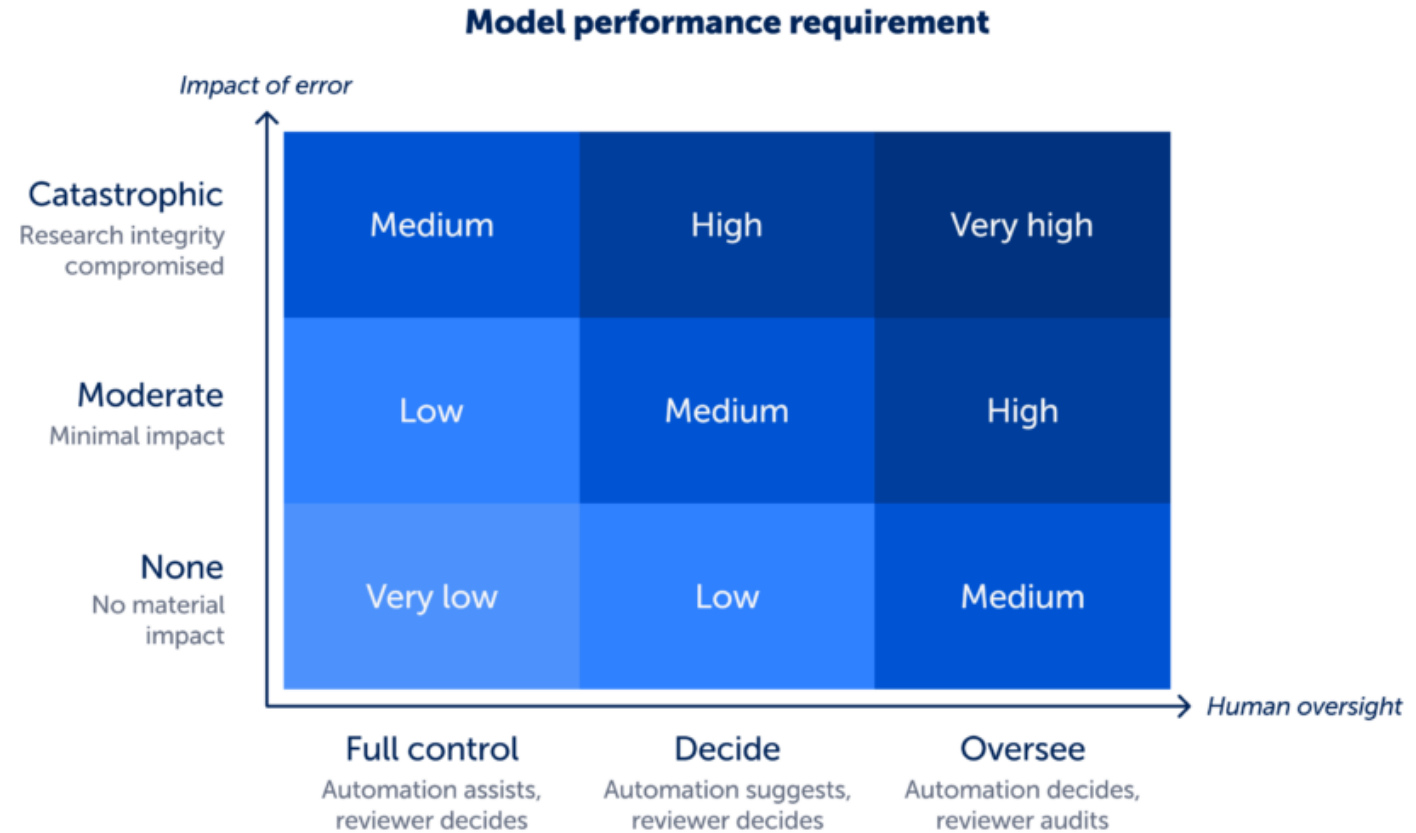 Model performance requirement
Impact of error
Catastrophic
Research integrity
compromised
Medium
High
Very high
Moderate
Minimal impact
Low
Medium
High
None
No material
impact
Very low
Low
Medium
Human oversight
Full control
Automation assists,
reviewer decides
Decide
Automation suggests,
reviewer decides
Oversee
Automation decides,
reviewer audits